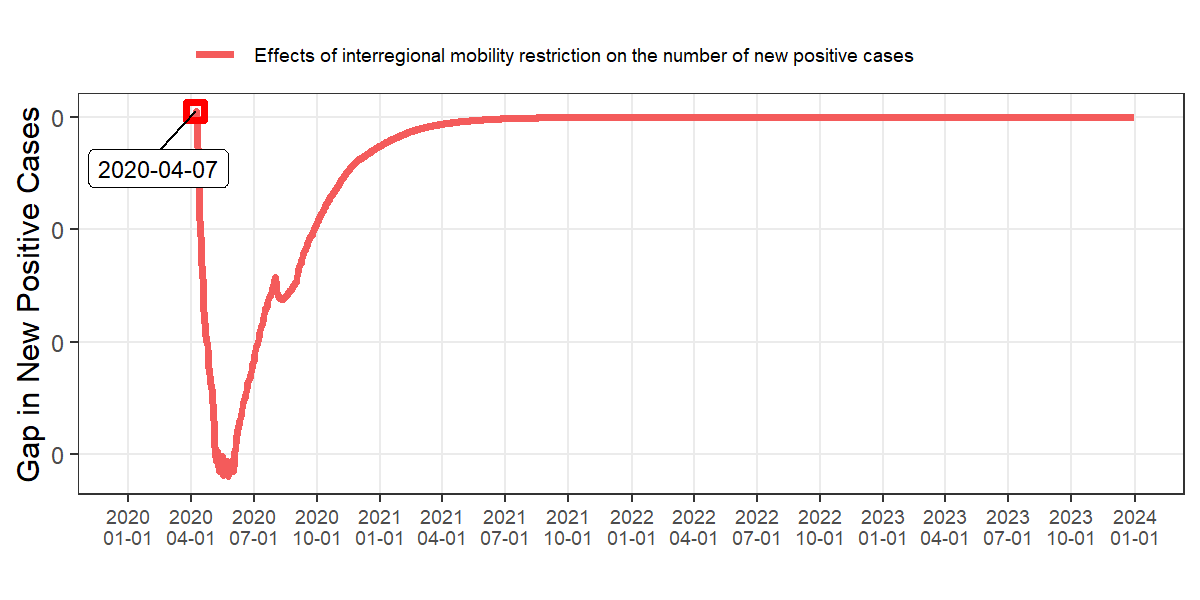 Effects of interregional mobility restriction on the number of new positive cases
Gap in New Positive Cases
0
0
0
0
2020-04-07
2020 2020 2020 2020 2021 2021 2021 2021 2022 2022 2022 2022 2023 2023 2023 2023 2024
01-01 04-01 07-01 10-01 01-01 04-01 07-01 10-01 01-01 04-01 07-01 10-01 01-01 04-01 07-01 10-01 01-01